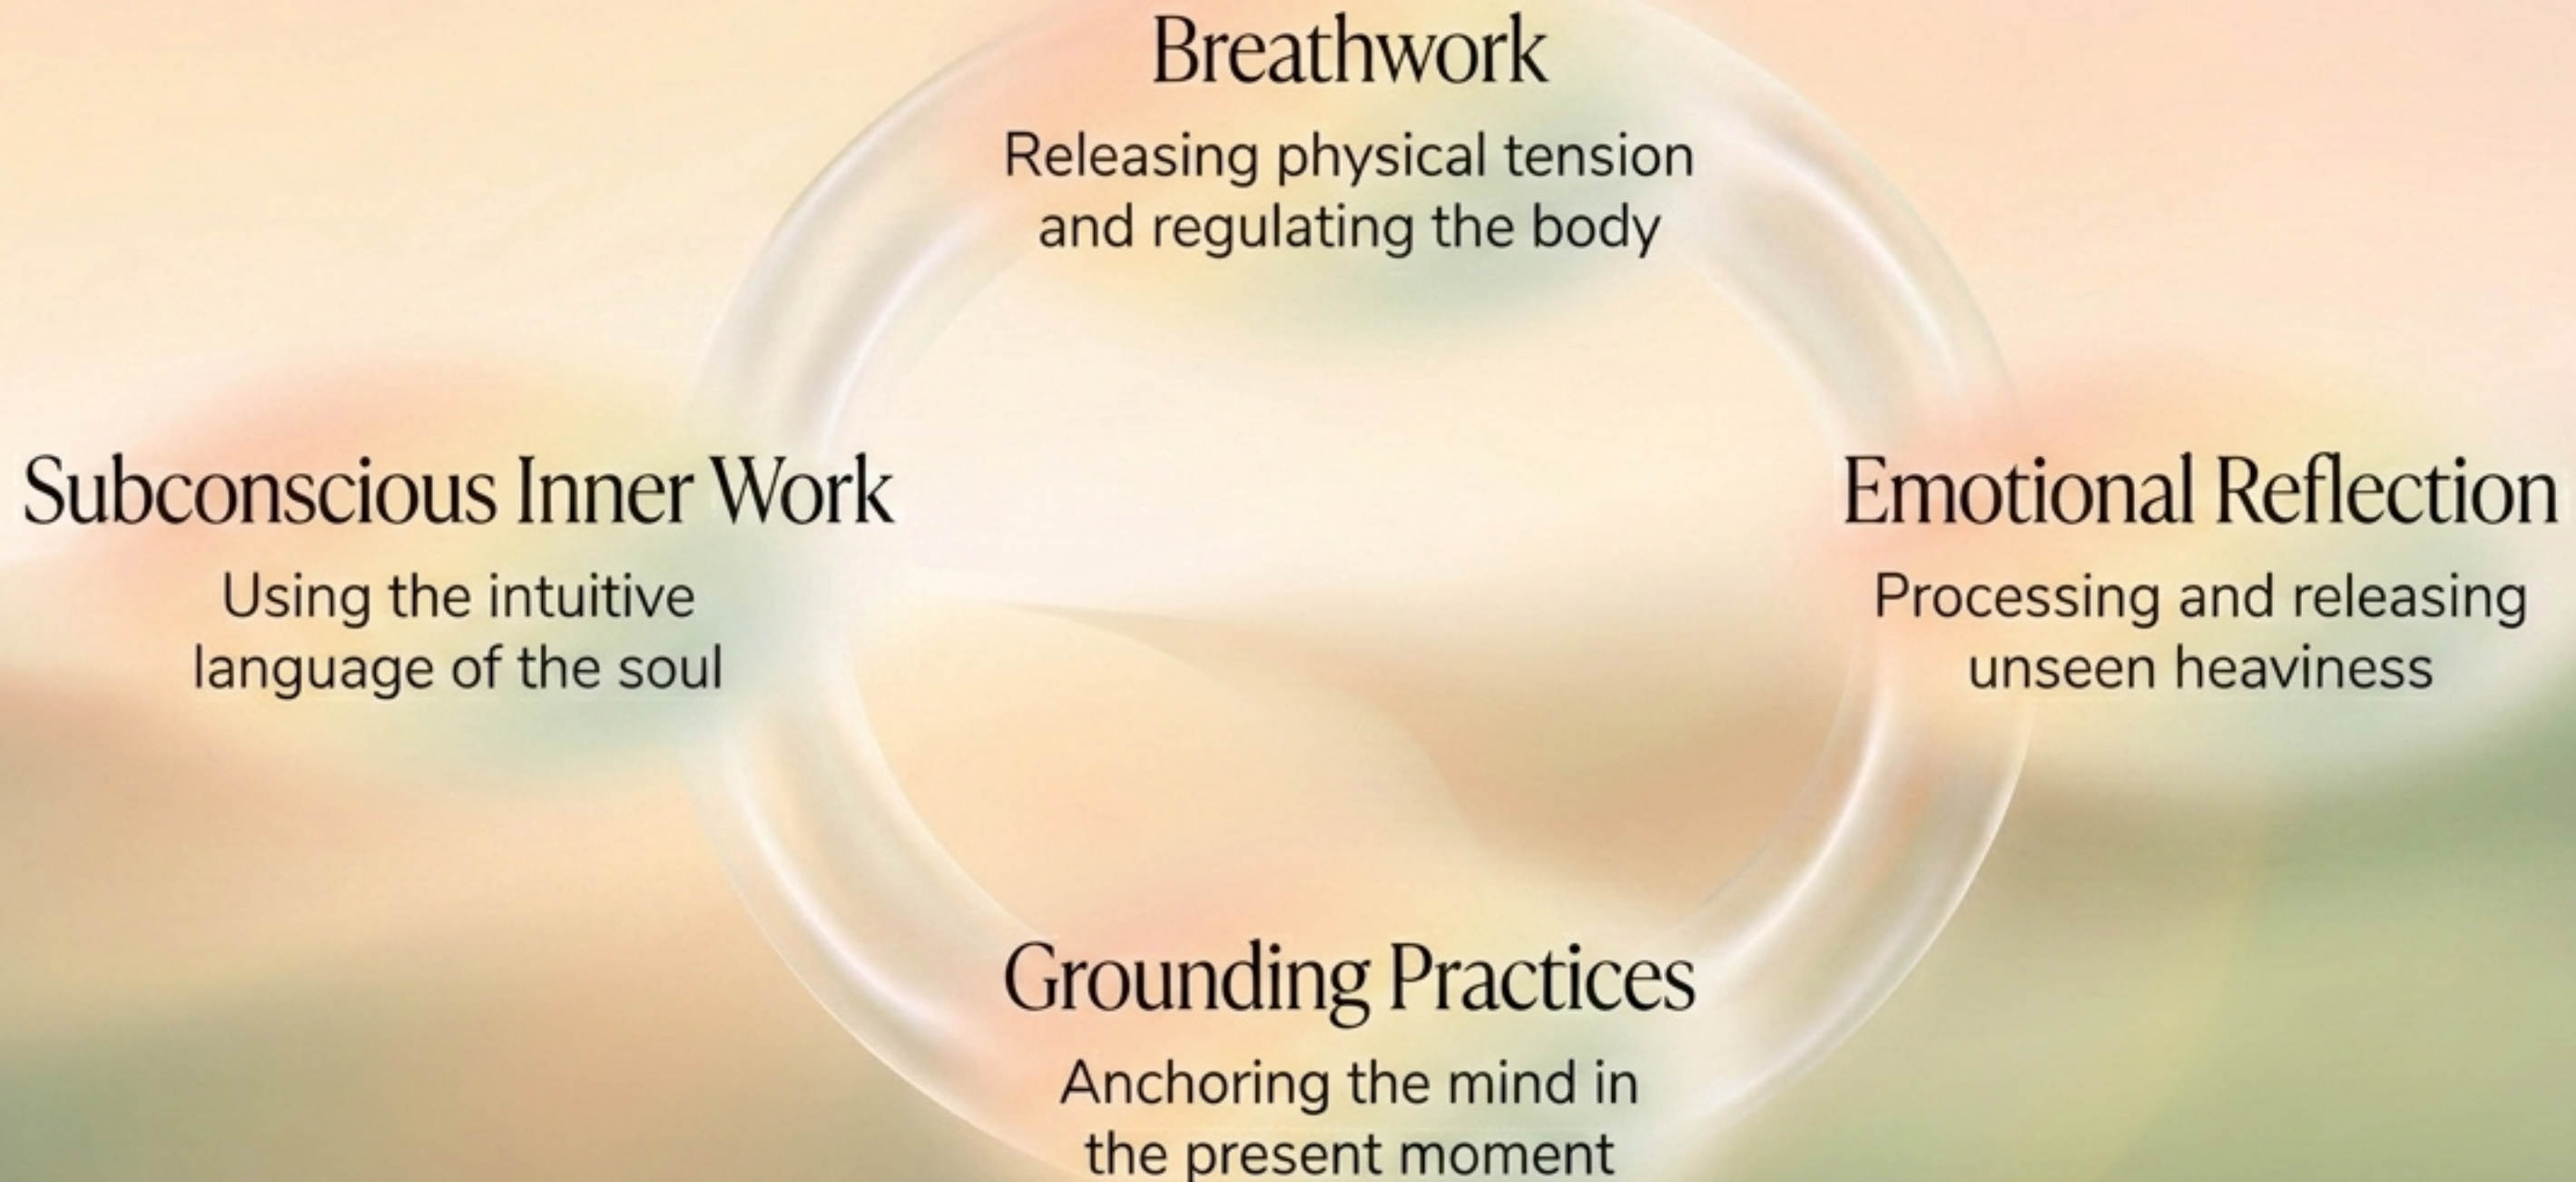 Breathwork
Releasing physical tension
and regulating the body
Subconscious Inner Work
Using the intuitive
language of the soul
Emotional Reflection
Processing and releasing
unseen heaviness
Grounding Practices
Anchoring the mind in
the present moment